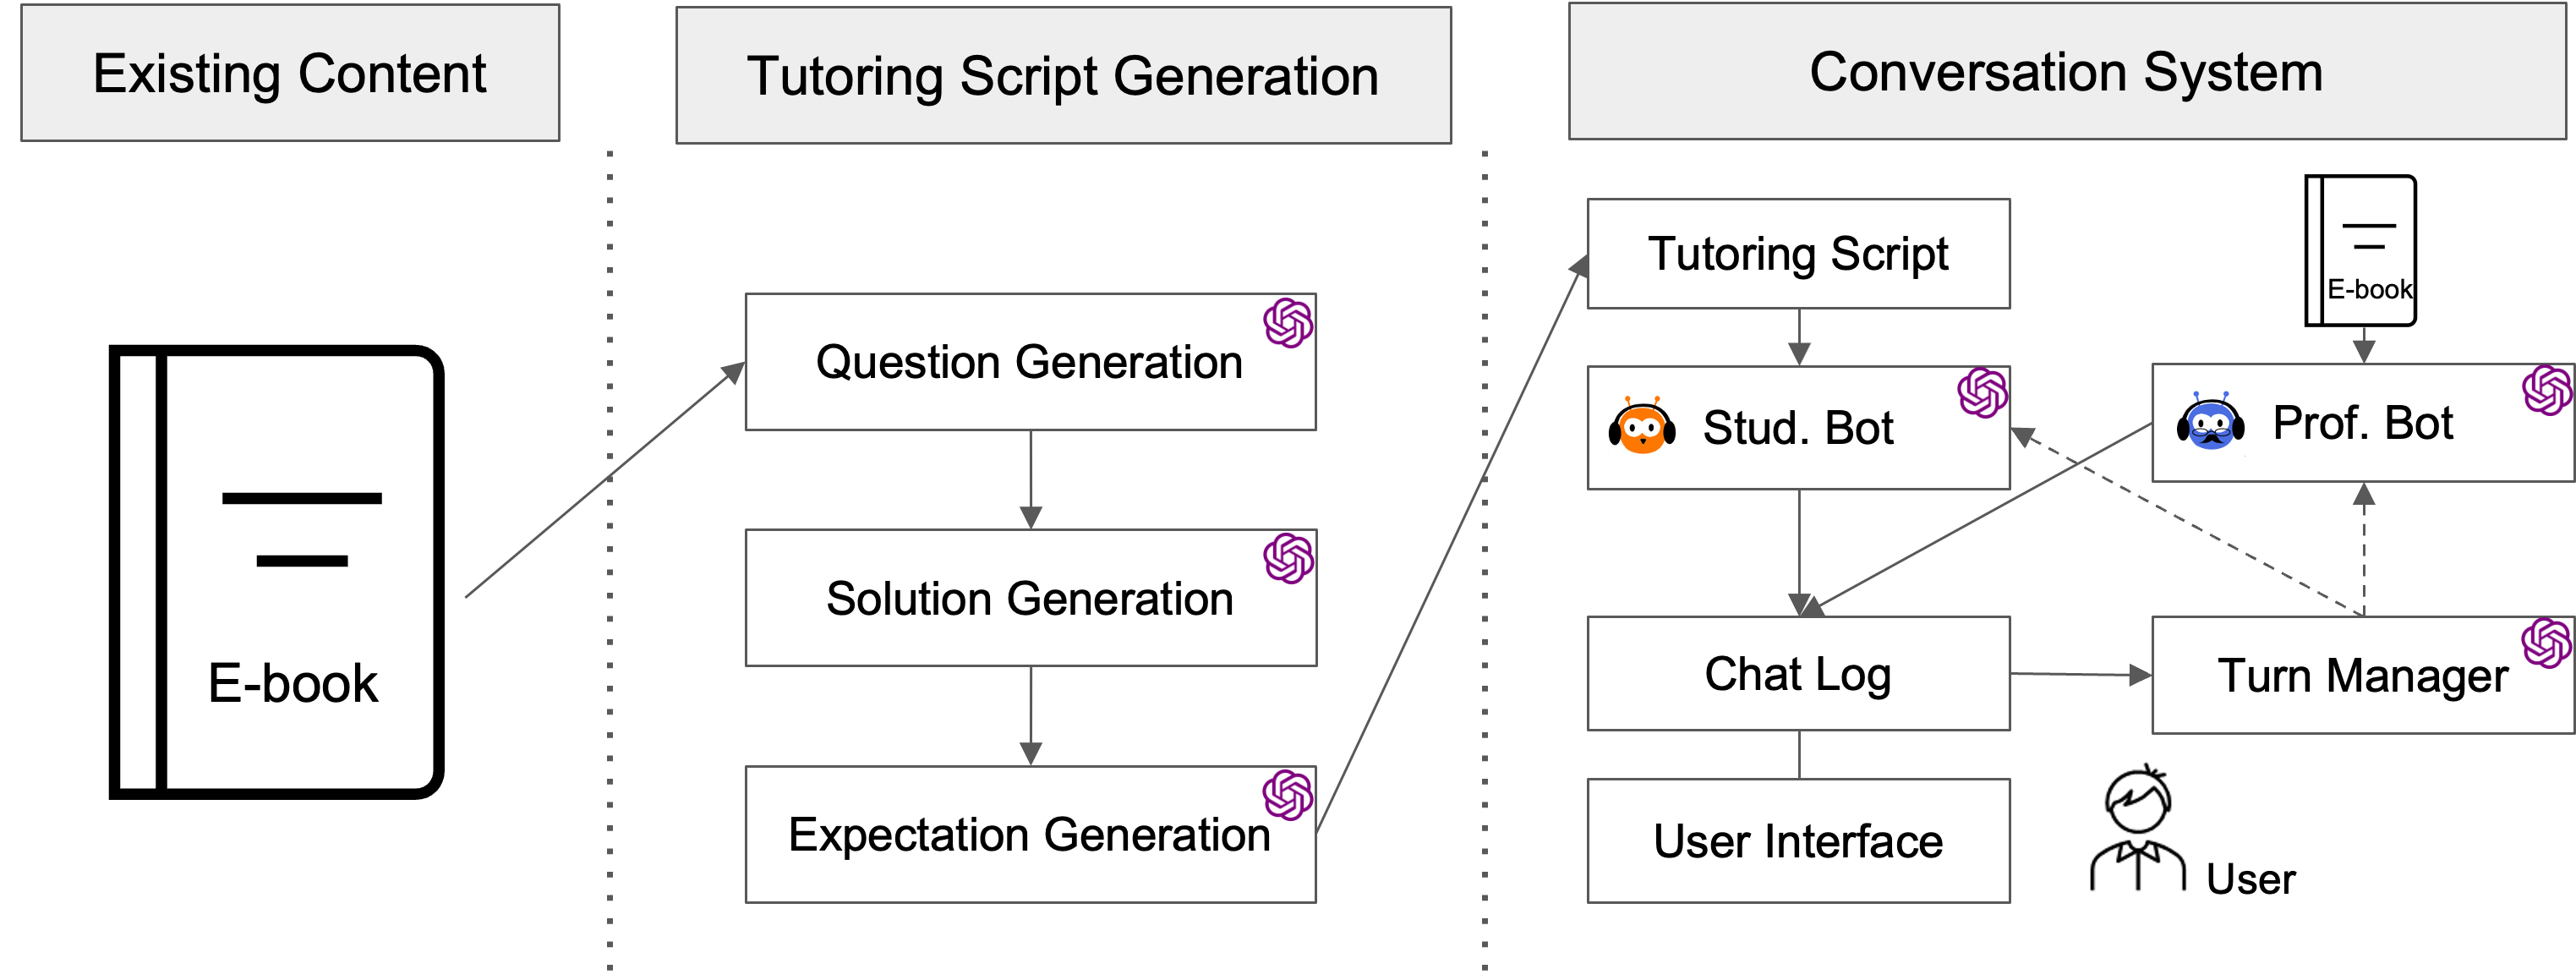 Existing Content
Tutoring Script Generation
Conversation System
E-book
Question Generation
Solution Generation
Expectation Generation
Tutoring Script
E-book
Stud. Bot
Prof. Bot
Chat Log
Turn Manager
User Interface
User